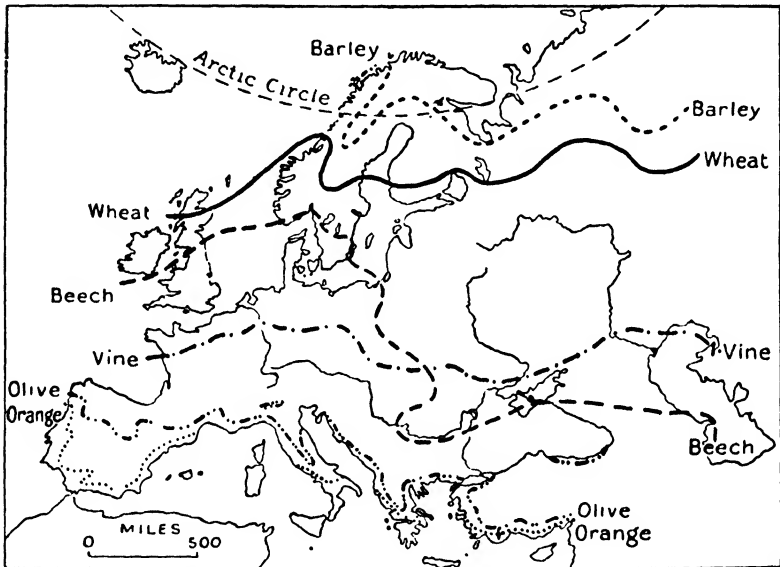 Barley
Arctic Circle
Barley
Wheat
Wheat
Beech
Vine
Vine
Olive
Orange
Beech
Olive
Orange
MILES
0 500